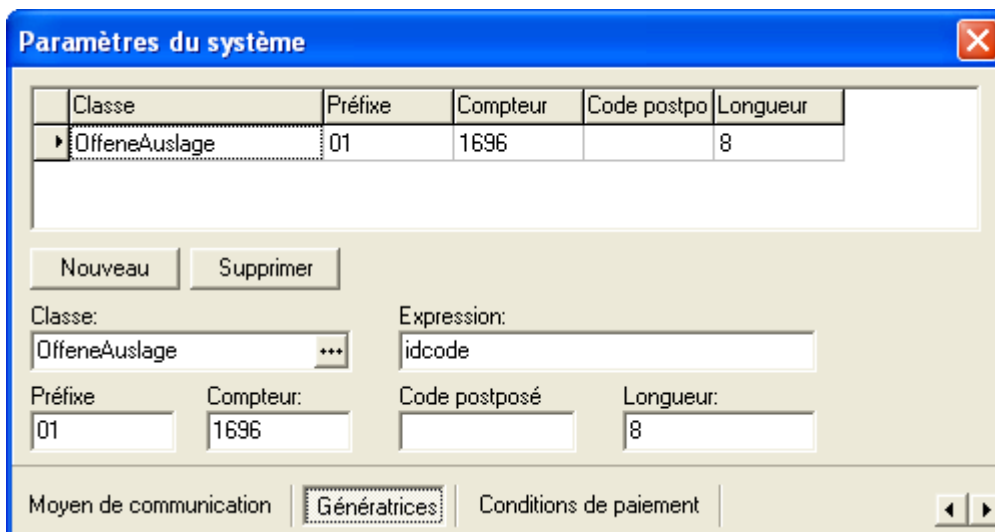 Paramètres du système
Classe Préfixe Compteur Code postpo Longueur
OffeneAuslage 01 1696 8
Nouveau Supprimer
Classe: Expression:
OffeneAuslage ... idcode
Préfixe Compteur: Code postposé Longueur:
01 1696 8
Moyen de communication Génératrices Conditions de paiement